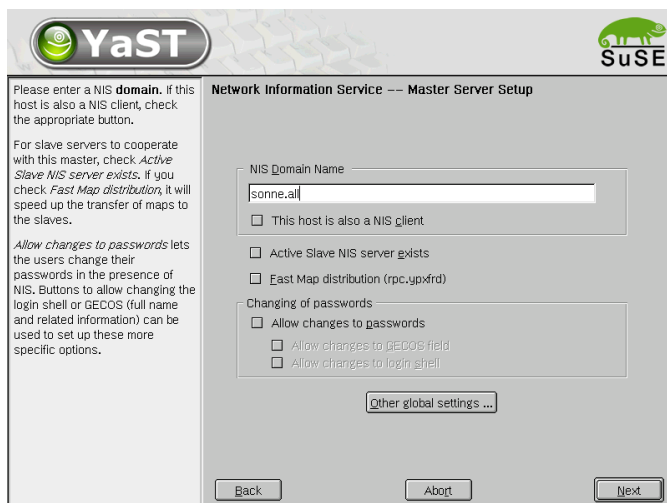 YaST
SuSE
Please enter a NIS domain. If this
host is also a NIS client, check
the appropriate button.
For slave servers to cooperate
with this master, check Active
Slave NIS server exists. If you
check Fast Map distribution, it will
speed up the transfer of maps to
the slaves.
Allow changes to passwords lets
the users change their
passwords in the presence of
NIS. Buttons to allow changing the
login shell or GECOS (full name
and related information) can be
used to set up these more
specific options.
Network Information Service -- Master Server Setup
NIS Domain Name
sonne.all
This host is also a NIS client
Active Slave NIS server exists
Fast Map distribution (rpc.ypxfrd)
Changing of passwords
Allow changes to passwords
Allow changes to GECOS field
Allow changes to login shell
Other global settings ...
Back
Abort
Next